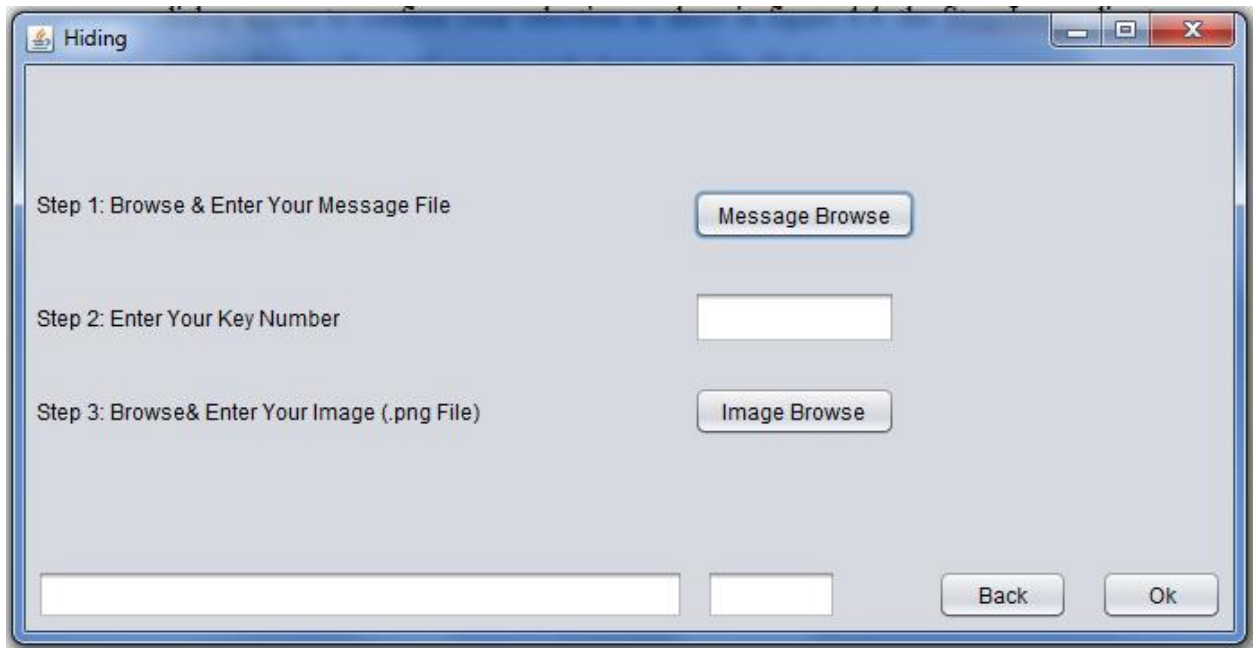 Hiding
Step 1: Browse & Enter Your Message File
Message Browse
Step 2: Enter Your Key Number
Step 3: Browse& Enter Your Image (.png File)
Image Browse
Back
Ok